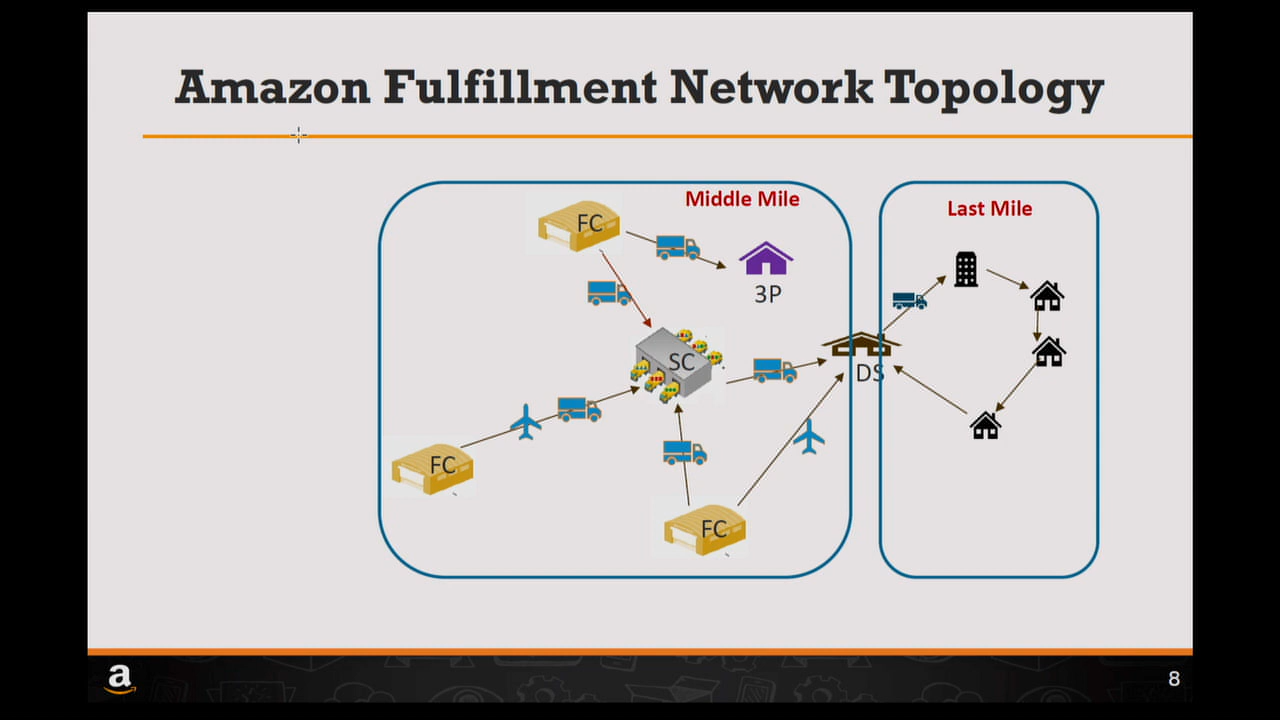 Amazon Fulfillment Network Topology
Middle Mile
Last Mile
FC
3P
SC
DS
FC
FC
a
8